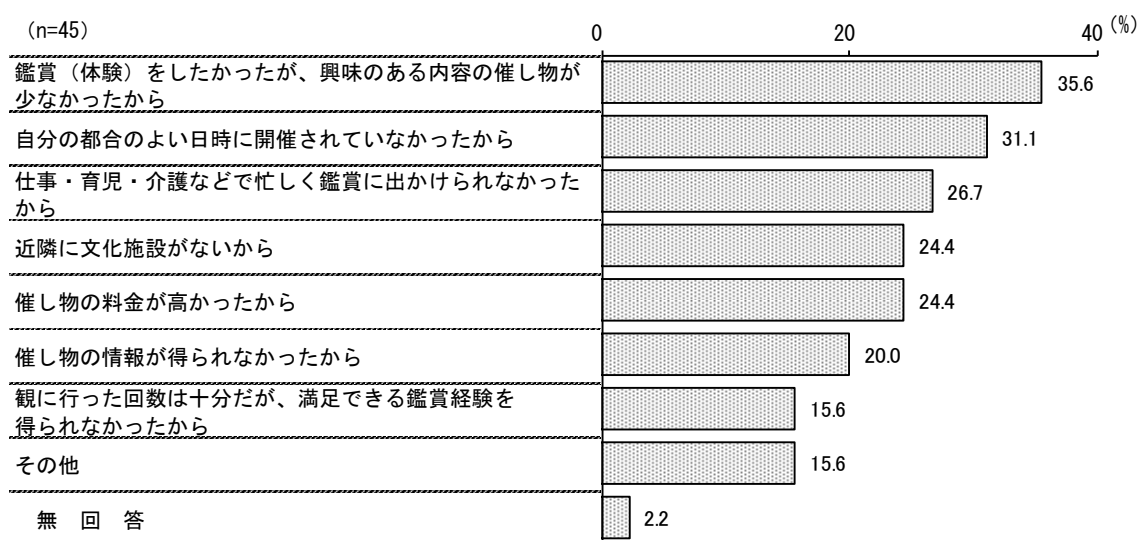 （n=45）
0 20 40 (%)
鑑賞（体験）をしたかったが、興味のある内容の催し物が
少なかったから
35.6
自分の都合のよい日時に開催されていなかったから
31.1
仕事・育児・介護などで忙しく鑑賞に出かけられなかった
から
26.7
近隣に文化施設がないから
24.4
催し物の料金が高かったから
24.4
催し物の情報が得られなかったから
20.0
観に行った回数は十分だが、満足できる鑑賞経験を
得られなかったから
15.6
その他
15.6
無　回　答
2.2